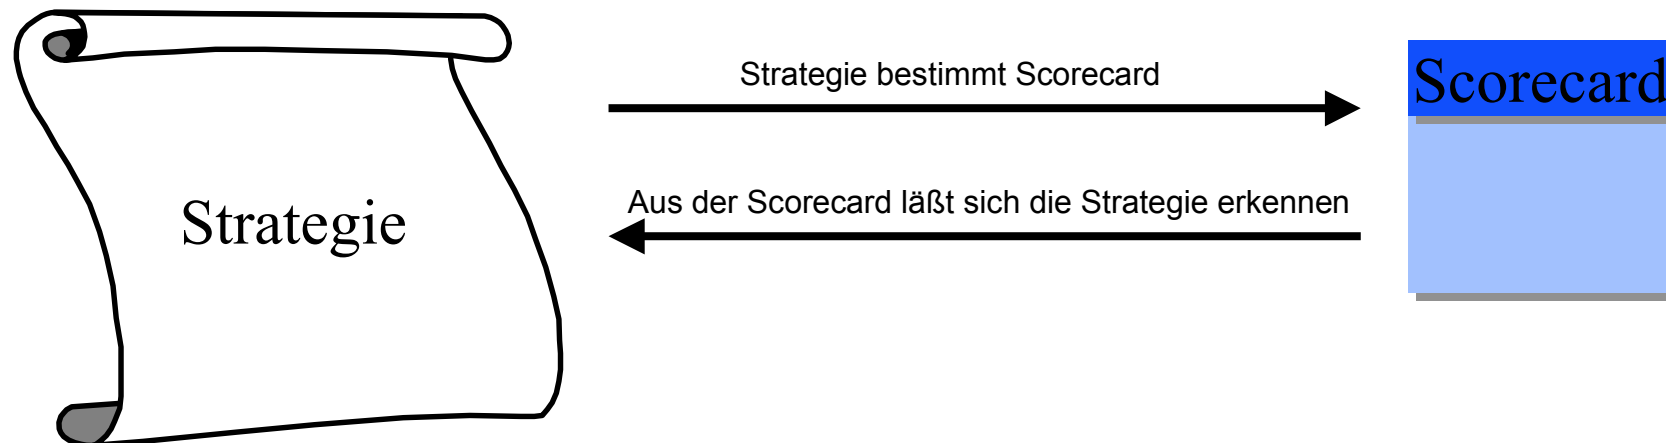 Strategie bestimmt Scorecard
Scorecard
Aus der Scorecard läßt sich die Strategie erkennen
Strategie